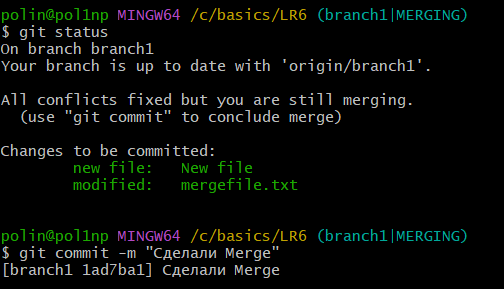 polin@pol1np MINGW64 /c/basics/LR6 (branch1|MERGING)
$ git status
On branch branch1
Your branch is up to date with 'origin/branch1'.
All conflicts fixed but you are still merging.
(use "git commit" to conclude merge)
Changes to be committed:
new file:   New file
modified:   mergefile.txt
polin@pol1np MINGW64 /c/basics/LR6 (branch1|MERGING)
$ git commit -m "Сделали Merge"
[branch1 1ad7ba1] Сделали Merge